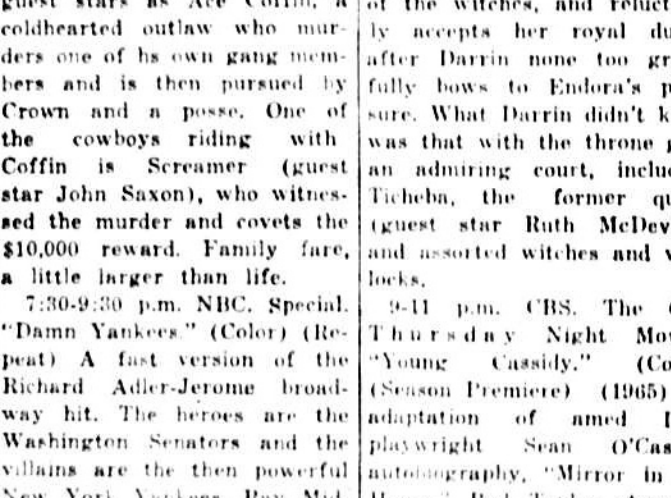 guest stars as Ace Coffin, a
coldhearted outlaw who mur-
ders one of hs own gang mem-
bers and is then pursued by
Crown and a posse. One of
the cowboys riding with
Coffin is Screamer (guest
star John Saxon), who witnes-
sed the murder and covets the
$10,000 reward. Family fare,
a little larger than life.
7:30-9:30 p.m. NBC. Special.
"Damn Yankees." (Color) (Re-
peat) A fast version of the
Richard Adler-Jerome broad-
way hit. The heroes are the
Washington Senators and the
villains are the then powerful
New York Yankees. Ray
of the witches, and reluct
ly accepts her royal du
after Darrin none too gr
fully bows to Endora's p
sure. What Darrin didn't k
was that with the throne
an admiring court, inclu
Ticheba, the former qu
(guest star Ruth McDev
and assorted witches and
locks.
9-11 p.m. CBS. The
Thursday Night Mov
"Young Cassidy." (Co
(Season Premiere) (1965)
adaptation of amed I
playwright Sean O'Cas
autobiography, "Mirror in